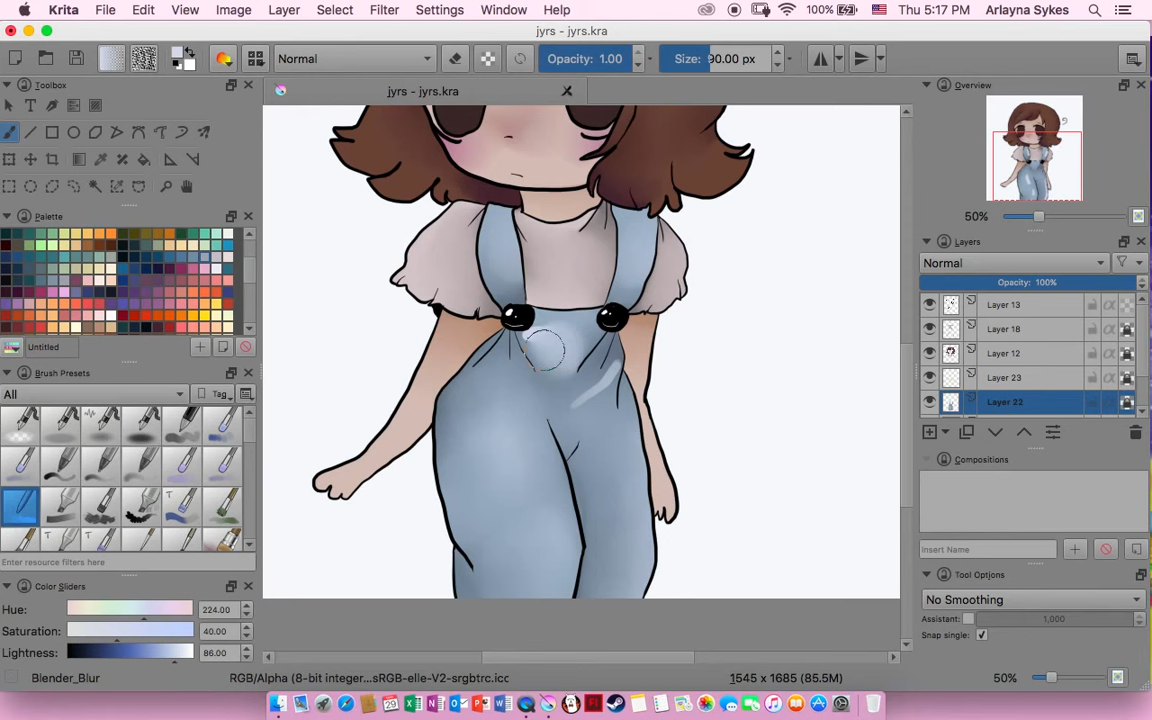 Krita File Edit View Image Layer Select Filter Settings Window Help 100% Thu 5:17 PM Arlayna Sykes
jyrs - jyrs.kra
Normal Opacity: 1.00 Size: 90.00 px
Toolbox
jyrs - jyrs.kra
Overview
50%
Palette
Untitled
Layers
Normal
Opacity: 100%
Layer 13
Layer 18
Layer 12
Layer 23
Layer 22
Brush Presets
All Tag
Compositions
Insert Name
Enter resource filters here
Color Sliders
Hue: 224.00
Saturation: 40.00
Lightness: 86.00
Tool Options
No Smoothing
Assistant: 1,000
Snap single:
Blender_Blur RGB/Alpha (8-bit integer...sRGB-elle-V2-srgbtrc.icc 1545 x 1685 (85.5M) 50%